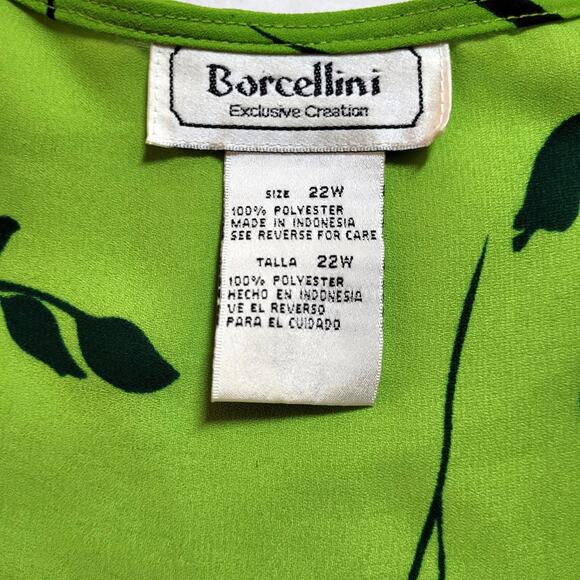 Borcellini
Exclusive Creation
SIZE 22W
100% POLYESTER
MADE IN INDONESIA
SEE REVERSE FOR CARE
TALLA 22W
100% POLYESTER
HECHO EN INDONESIA
VE EL REVERSO
PARA EL CUIDADO